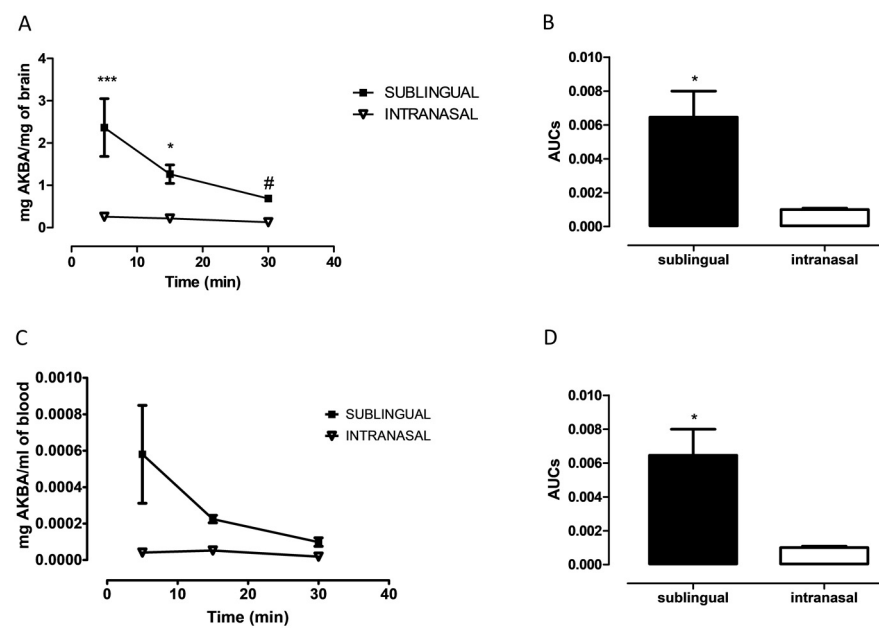 A
mg AKBA/mg of brain
4
3
2
1
0
***
*
#
SUBLINGUAL
INTRANASAL
0 10 20 30 40
Time (min)
B
AUCs
0.010
0.008
0.006
0.004
0.002
0.000
*
sublingual intranasal
C
mg AKBA/ml of blood
0.0010
0.0008
0.0006
0.0004
0.0002
0.0000
SUBLINGUAL
INTRANASAL
0 10 20 30 40
Time (min)
D
AUCs
0.010
0.008
0.006
0.004
0.002
0.000
*
sublingual intranasal